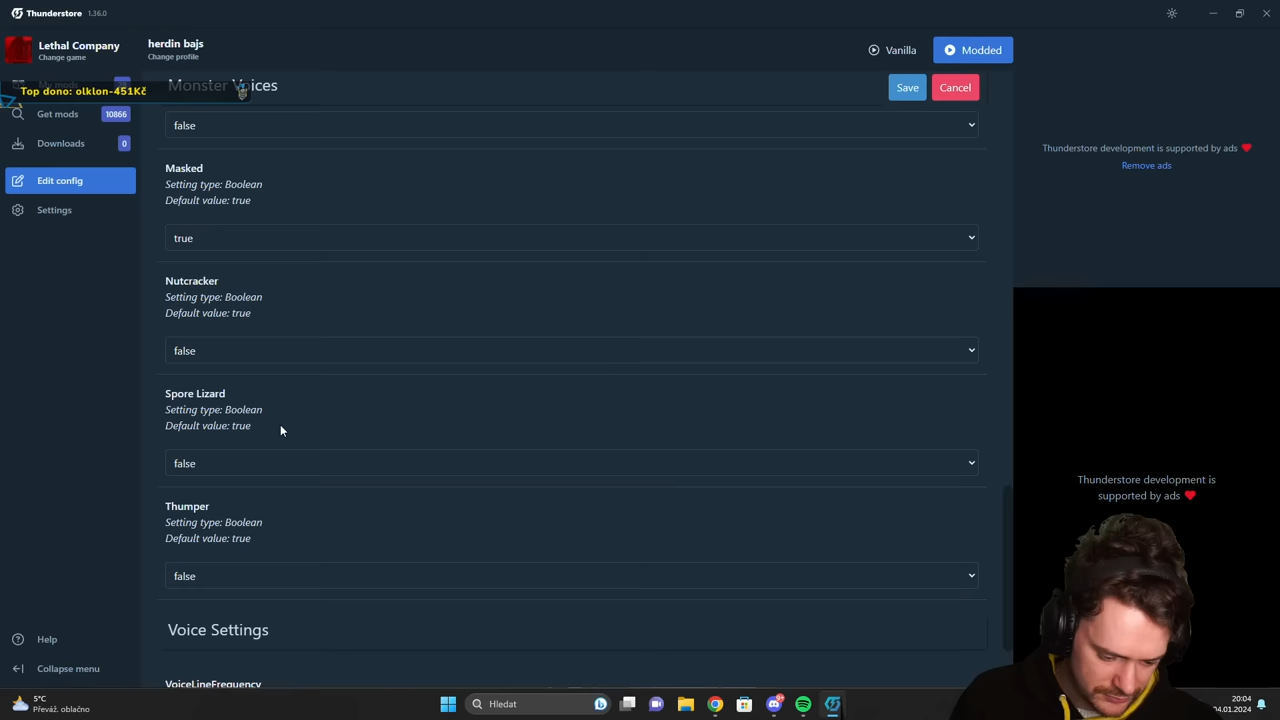 Thunderstore 1.36.0
Lethal Company
Change game
herdin bajs
Change profile
Vanilla
Modded
Top dono: olklon-451Kč
Get mods 10866
Downloads 0
Edit config
Settings
Monster Voices
Save
Cancel
false
Masked
Setting type: Boolean
Default value: true
true
Nutcracker
Setting type: Boolean
Default value: true
false
Spore Lizard
Setting type: Boolean
Default value: true
false
Thumper
Setting type: Boolean
Default value: true
false
Voice Settings
VoiceLineFrequency
Thunderstore development is supported by ads
Remove ads
Thunderstore development is
supported by ads
Help
Collapse menu
5°C
Převáž. oblačno
Hledat
20:04
04.01.2024